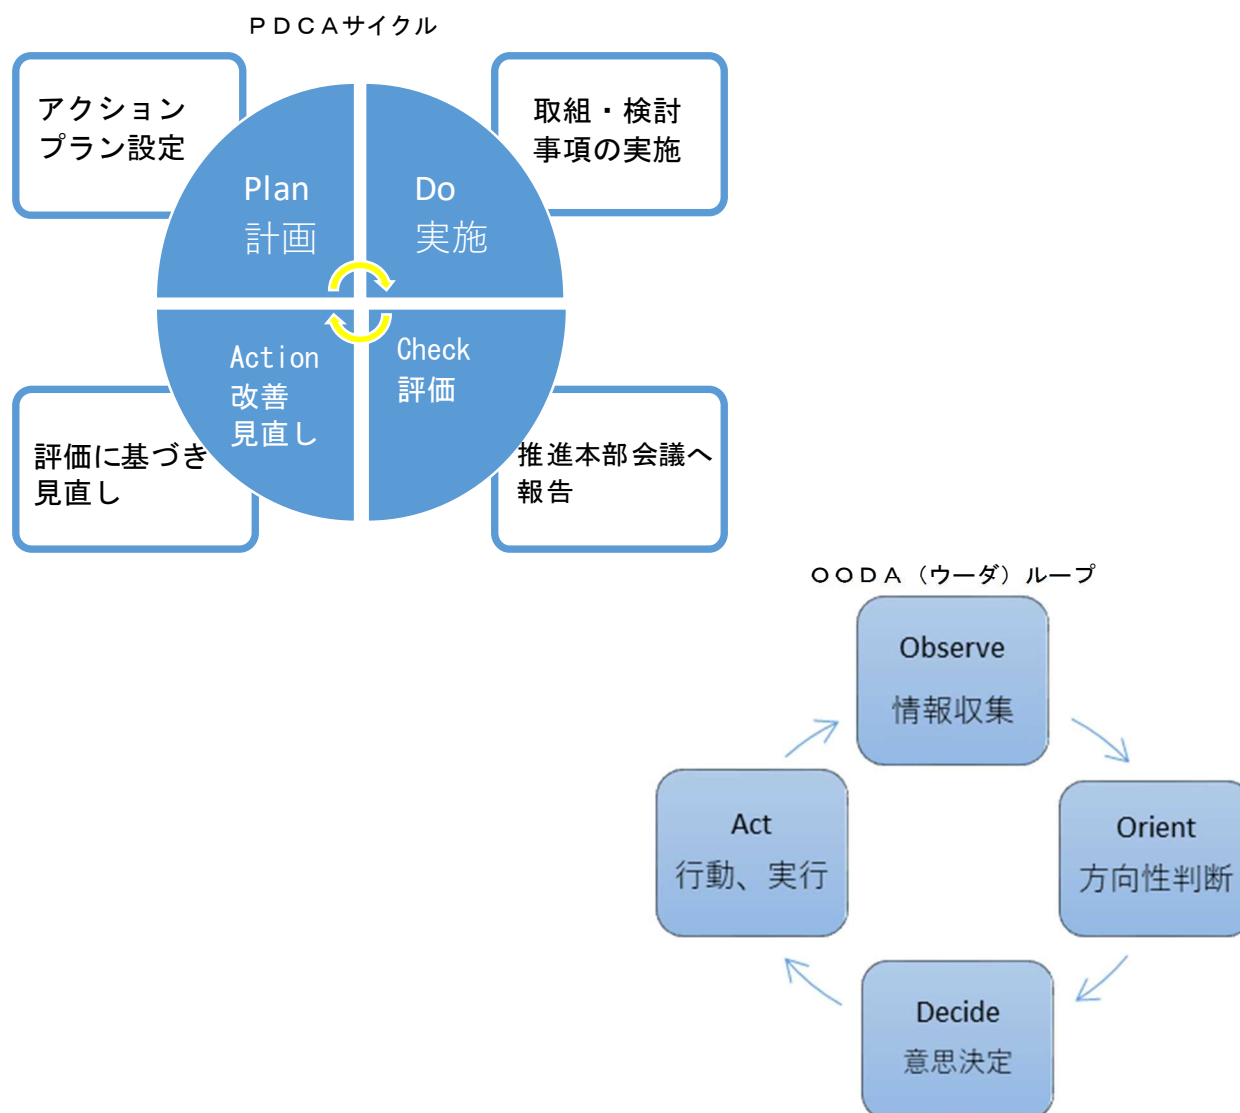 ＰＤＣＡサイクル
アクション
プラン設定
取組・検討
事項の実施
Plan
計画
Do
実施
Action
改善
見直し
Check
評価
評価に基づき
見直し
推進本部会議へ
報告
ＯＯＤＡ（ウーダ）ループ
Observe
情報収集
Orient
方向性判断
Decide
意思決定
Act
行動、実行